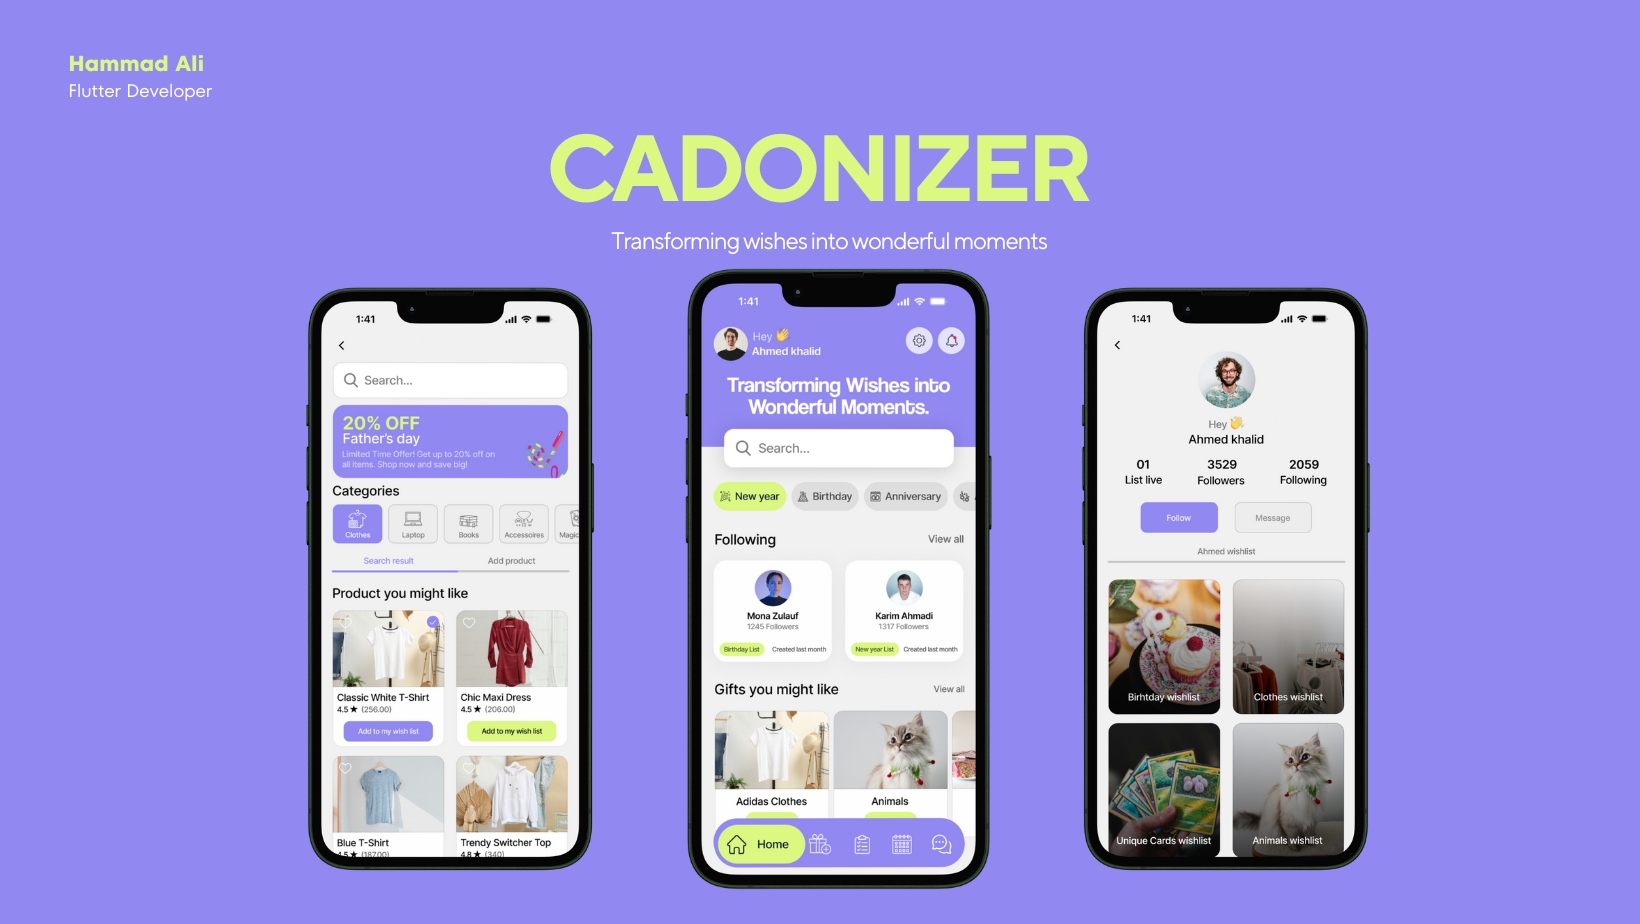 Hammad Ali
Flutter Developer
CADONIZER
Transforming wishes into wonderful moments
1:41
Search...
20% OFF
Father's day
Limited Time Offer! Get up to 20% off on
all items. Shop now and save big!
Categories
Clothes
Laptop
Books
Accessoires
Magic
Search result
Add product
Product you might like
Classic White T-Shirt
4.5 ★ (256.00)
Add to my wish list
Chic Maxi Dress
4.5 ★ (206.00)
Add to my wish list
Blue T-Shirt
4.5 ★ (187.00)
Trendy Switcher Top
4.8 ★ (340)
1:41
Hey 👋
Ahmed khalid
Transforming Wishes into
Wonderful Moments.
Search...
New year
Birthday
Anniversary
Following
View all
Mona Zulauf
1245 Followers
Birthday List
Created last month
Karim Ahmadi
1317 Followers
New year List
Created last month
Gifts you might like
View all
Adidas Clothes
Animals
Home
1:41
Hey 👋
Ahmed khalid
01
List live
3529
Followers
2059
Following
Follow
Message
Ahmed wishlist
Birhtday wishlist
Clothes wishlist
Unique Cards wishlist
Animals wishlist